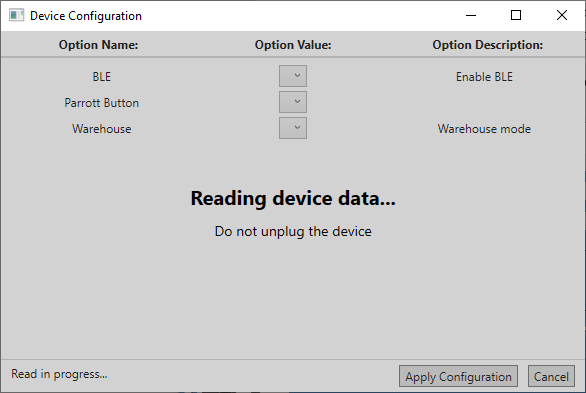 Device Configuration
Option Name: Option Value: Option Description:
BLE Enable BLE
Parrott Button
Warehouse Warehouse mode
Reading device data...
Do not unplug the device
Read in progress... Apply Configuration Cancel